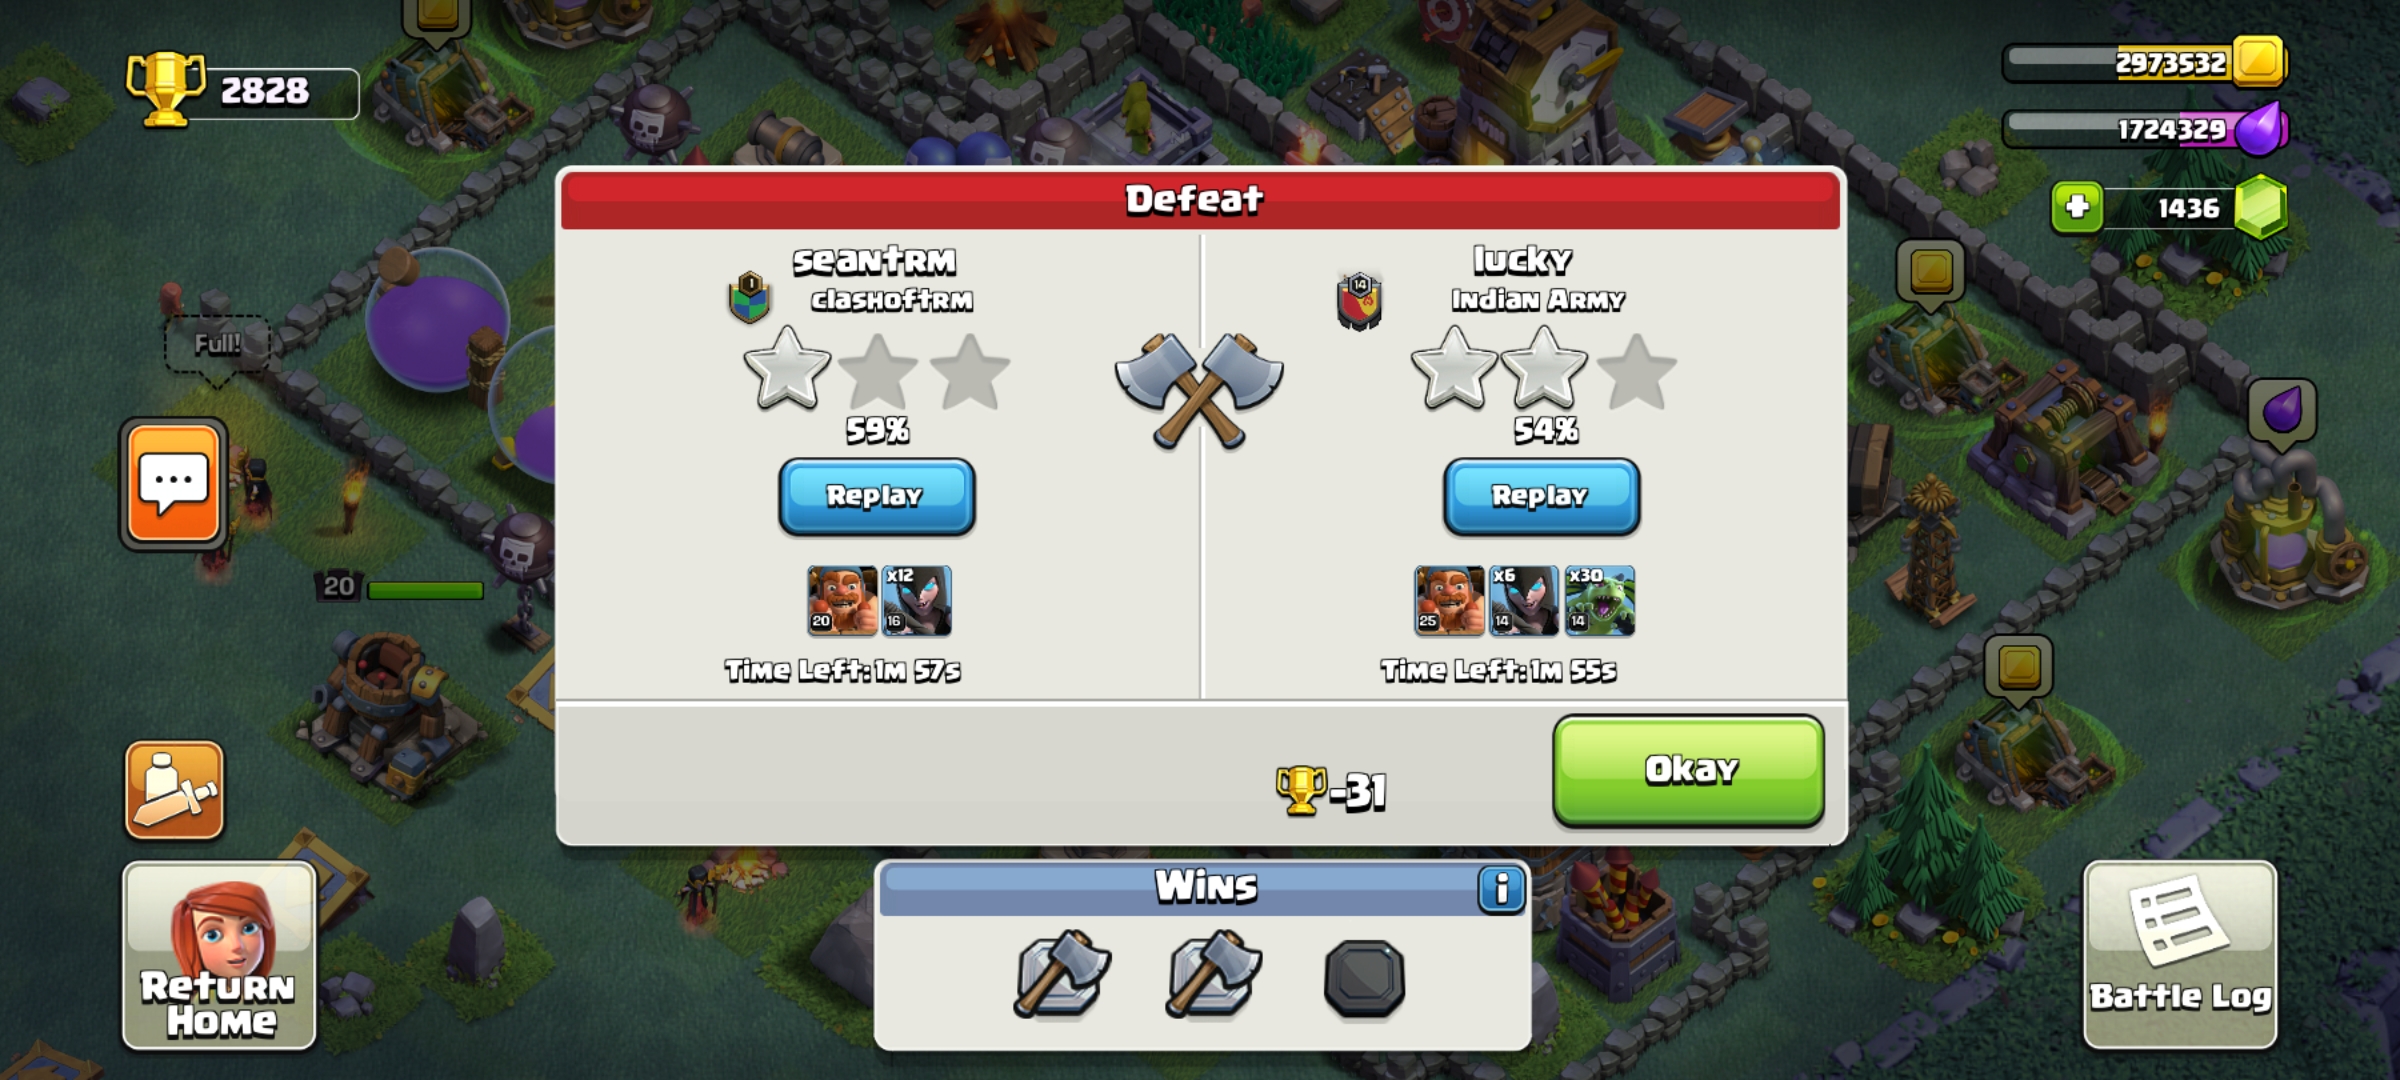 2828
2973532
1724329
1436
Defeat
seantrm
1
clashoftrm
59%
Replay
x12
20
16
Time Left:1m 57s
lucky
14
Indian Army
54%
Replay
x6
x30
25
14
14
Time Left:1m 55s
-31
Okay
Full!
20
Wins
i
Return
Home
Battle Log